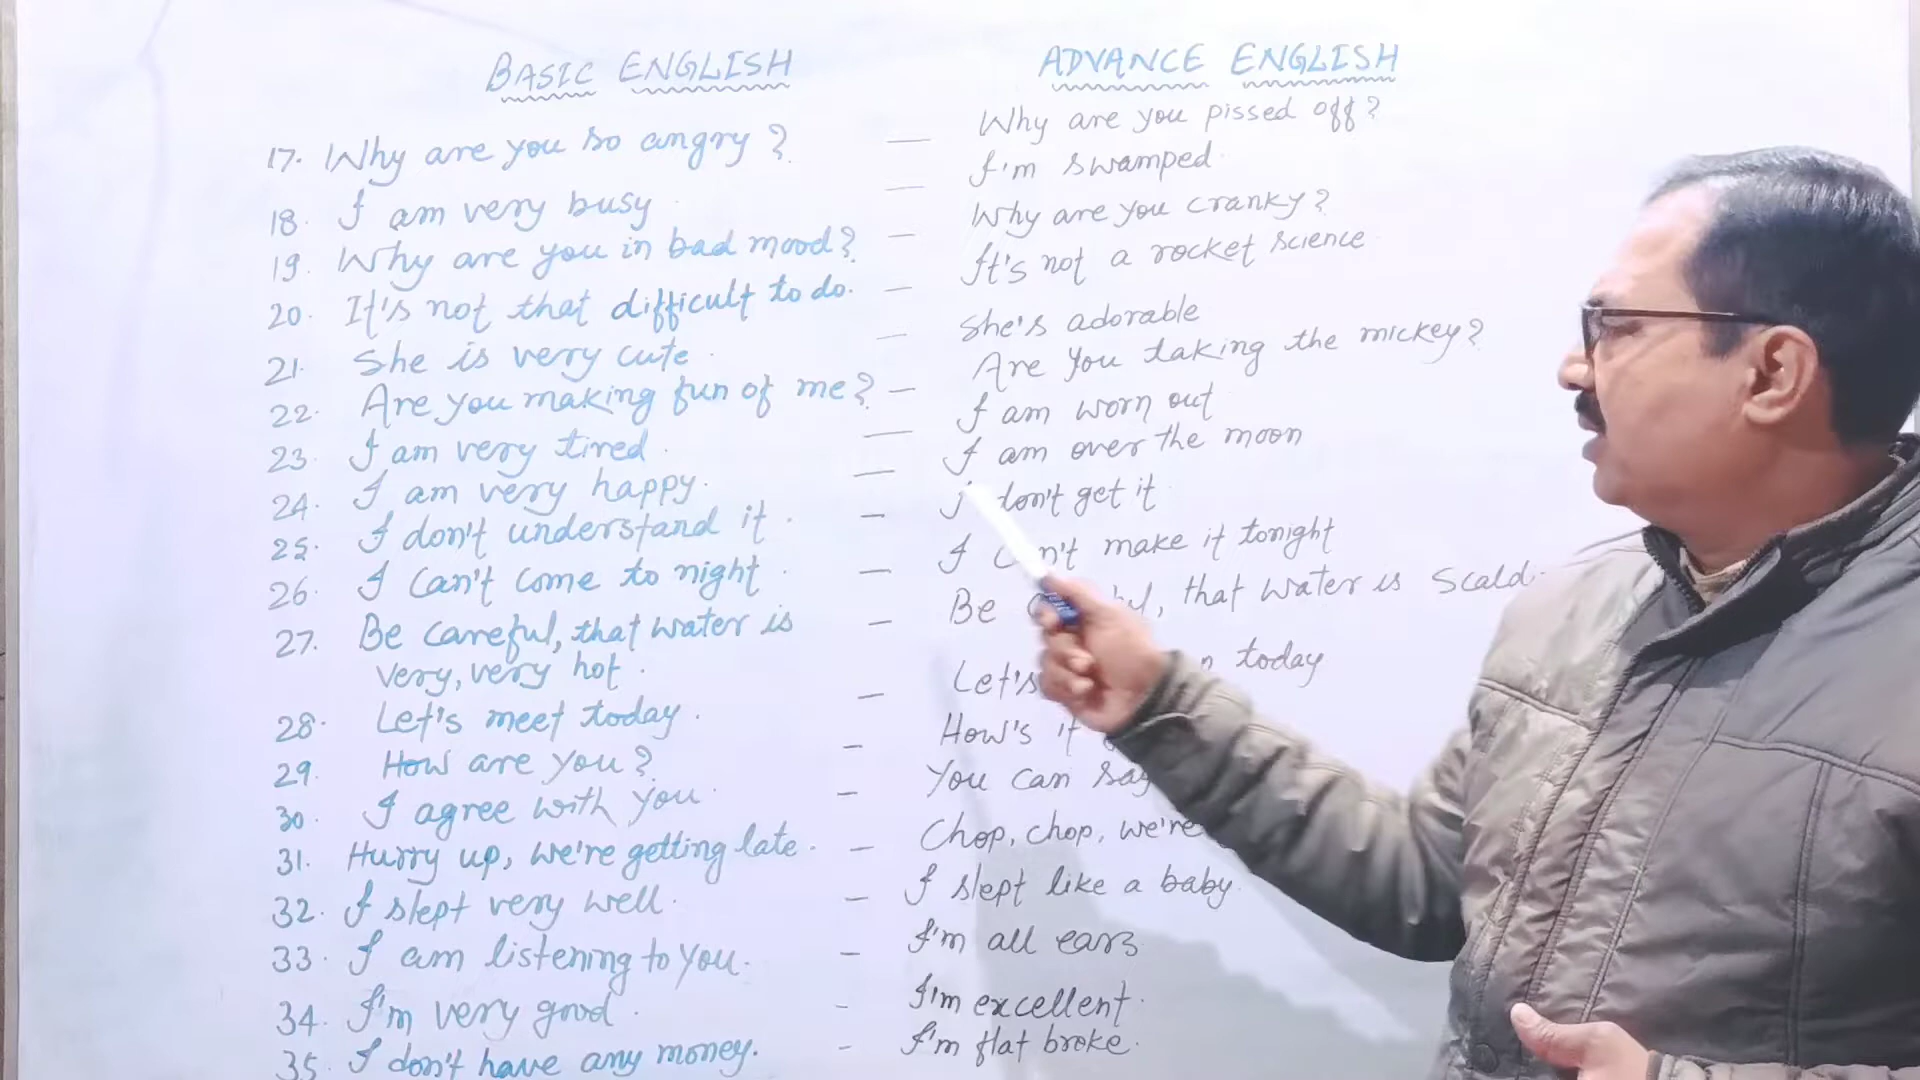 BASIC ENGLISH
ADVANCE ENGLISH
17. Why are you so angry? — Why are you pissed off?
18. I am very busy. — I'm swamped.
19. Why are you in bad mood? — Why are you cranky?
20. It's not that difficult to do. — It's not a rocket science
21. She is very cute. — She's adorable
22. Are you making fun of me? — Are you taking the mickey?
23. I am very tired. — I am worn out
24. I am very happy. — I am over the moon
25. I don't understand it. — I don't get it
26. I can't come to night. — I can't make it tonight
27. Be careful, that water is — Be that water is Scald
very, very hot.
28. Let's meet today. — Let's today
29. How are you? — How's it
30. I agree with you. — You can say
31. Hurry up, we're getting late. — Chop, chop, we're
32. I slept very well. — I slept like a baby.
33. I am listening to you. — I'm all ears
34. I'm very good. - I'm excellent.
35. I don't have any money. - I'm flat broke.